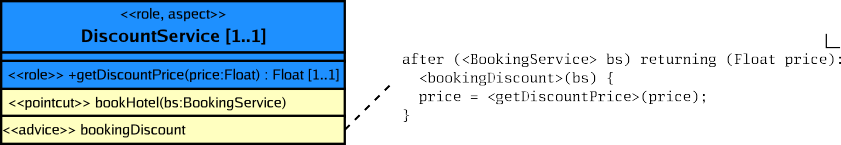 <<role, aspect>>
DiscountService [1..1]
<<role>> +getDiscountPrice(price:Float) : Float [1..1]
<<pointcut>> bookHotel(bs:BookingService)
<<advice>> bookingDiscount
after (<BookingService> bs) returning (Float price):
<bookingDiscount>(bs) {
price = <getDiscountPrice>(price);
}